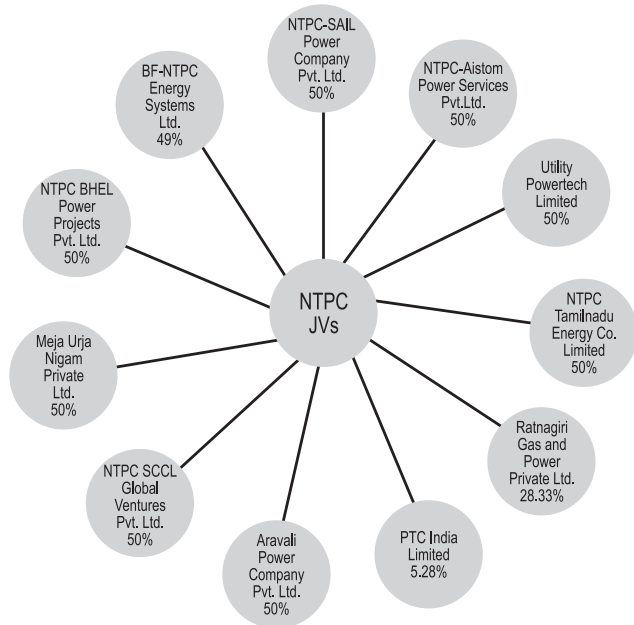 NTPC-SAIL
Power
Company
Pvt. Ltd.
50%
NTPC-Aistom
Power Services
Pvt.Ltd.
50%
Utility
Powertech
Limited
50%
NTPC
Tamilnadu
Energy Co.
Limited
50%
Ratnagiri
Gas and
Power
Private Ltd.
28.33%
PTC India
Limited
5.28%
Aravali
Power
Company
Pvt. Ltd.
50%
NTPC SCCL
Global
Ventures
Pvt. Ltd.
50%
Meja Urja
Nigam
Private
Ltd.
50%
NTPC BHEL
Power
Projects
Pvt. Ltd.
50%
BF-NTPC
Energy
Systems
Ltd.
49%
NTPC
JVs